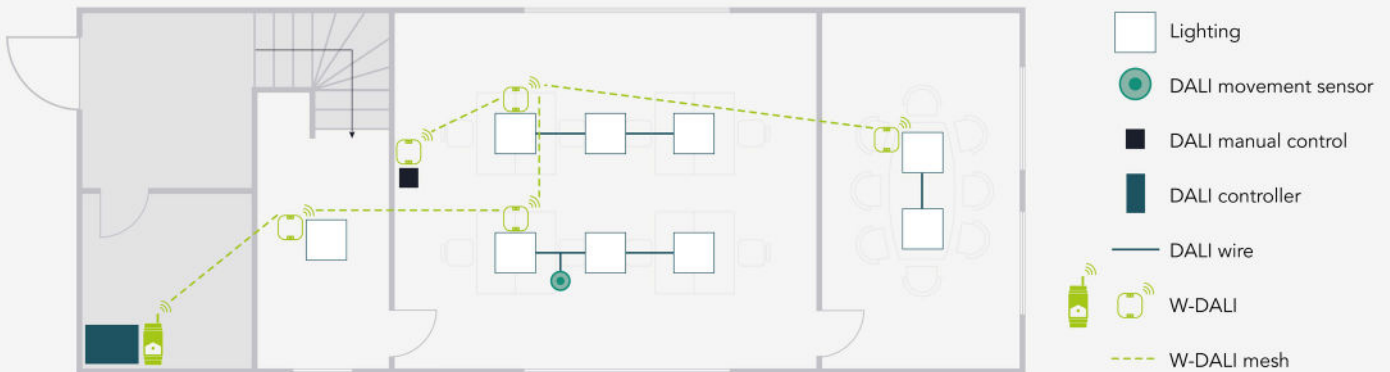 Lighting
DALI movement sensor
DALI manual control
DALI controller
DALI wire
W-DALI
W-DALI mesh